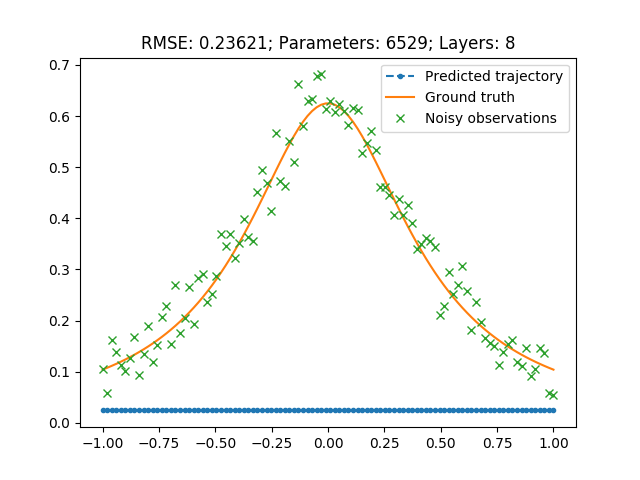 RMSE: 0.23621; Parameters: 6529; Layers: 8
Predicted trajectory
Ground truth
Noisy observations
0.7
0.6
0.5
0.4
0.3
0.2
0.1
0.0
−1.00 −0.75 −0.50 −0.25 0.00 0.25 0.50 0.75 1.00